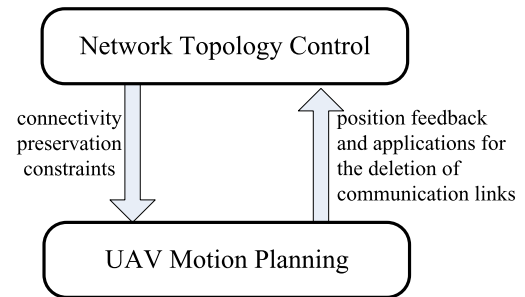 Network Topology Control
connectivity
preservation
constraints
position feedback
and applications for
the deletion of
communication links
UAV Motion Planning